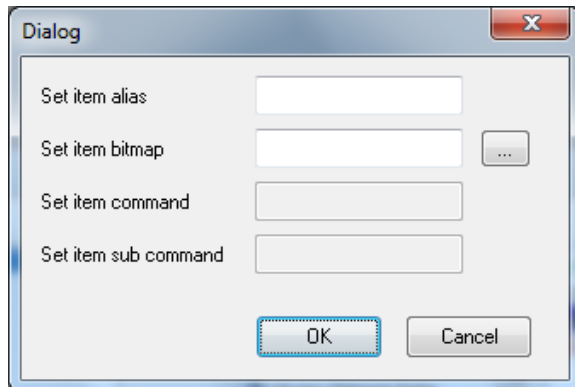 Dialog
Set item alias
Set item bitmap
...
Set item command
Set item sub command
OK
Cancel